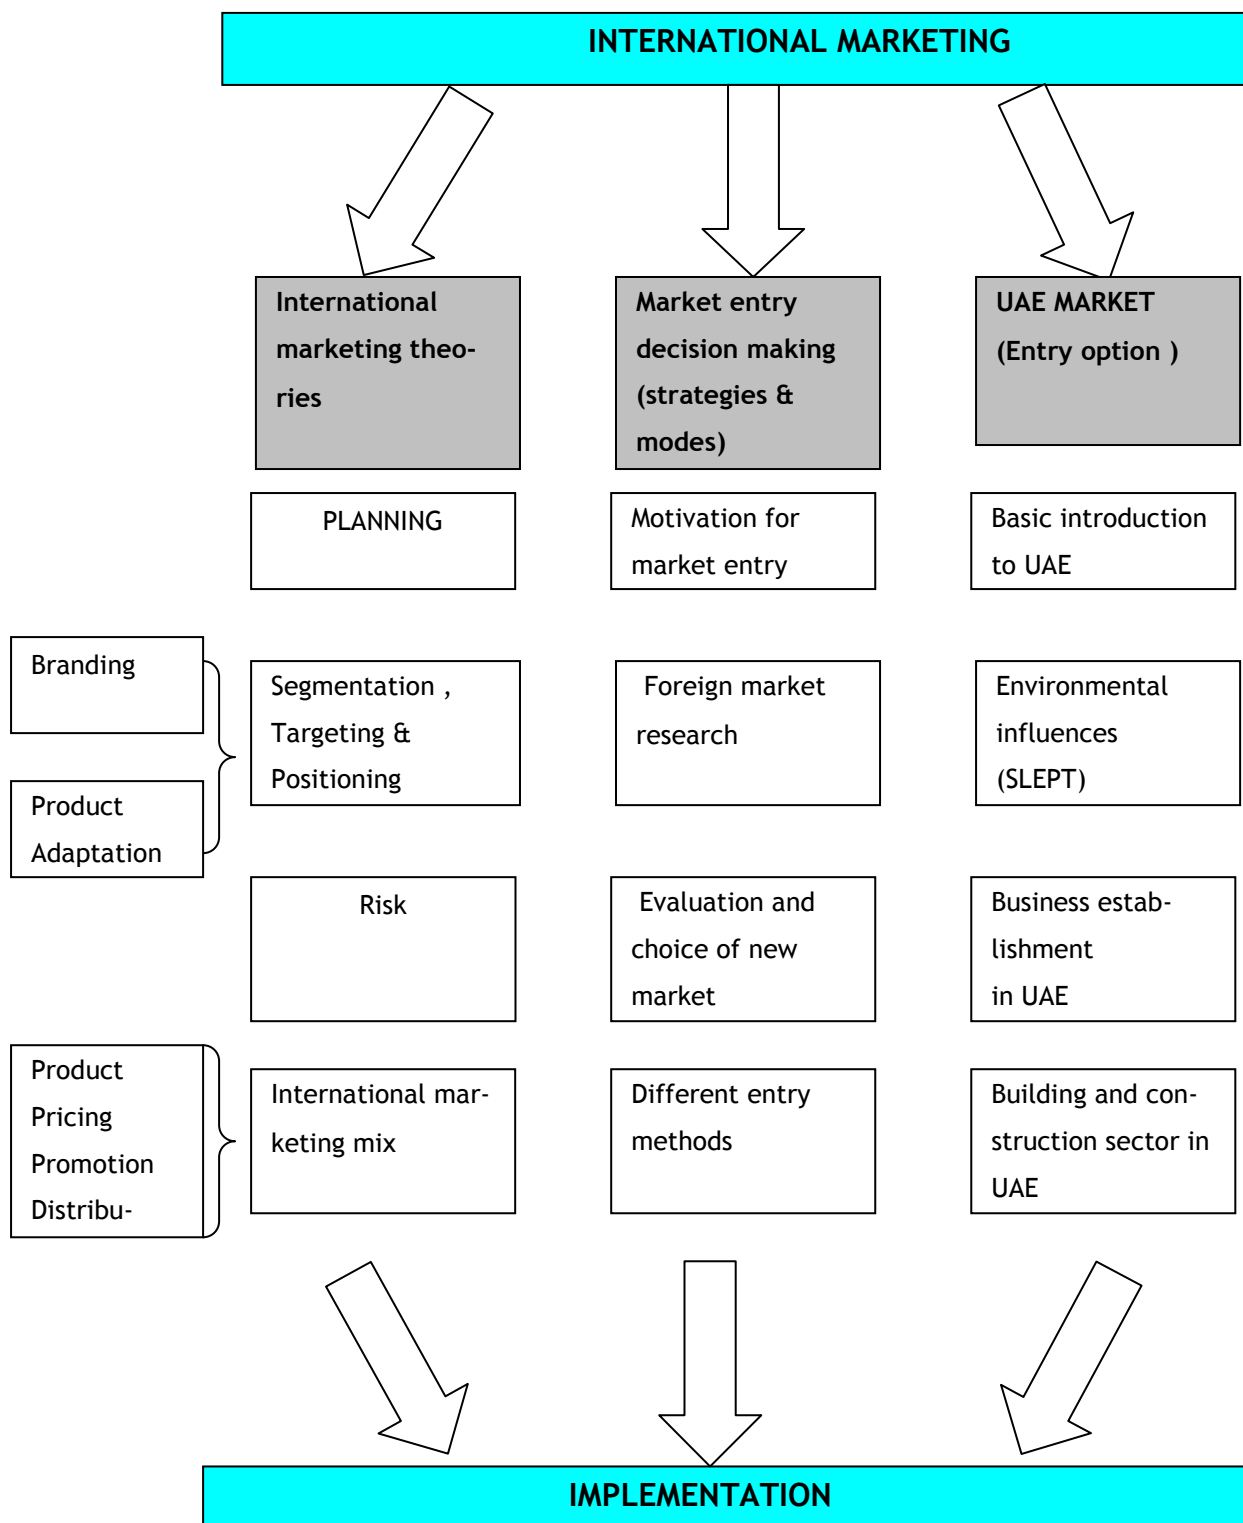 INTERNATIONAL MARKETING
International
marketing theo-
ries
Market entry
decision making
(strategies &
modes)
UAE MARKET
(Entry option )
PLANNING
Motivation for
market entry
Basic introduction
to UAE
Branding
Product
Adaptation
Segmentation ,
Targeting &
Positioning
Foreign market
research
Environmental
influences
(SLEPT)
Risk
Evaluation and
choice of new
market
Business estab-
lishment
in UAE
Product
Pricing
Promotion
Distribu-
International mar-
keting mix
Different entry
methods
Building and con-
struction sector in
UAE
IMPLEMENTATION